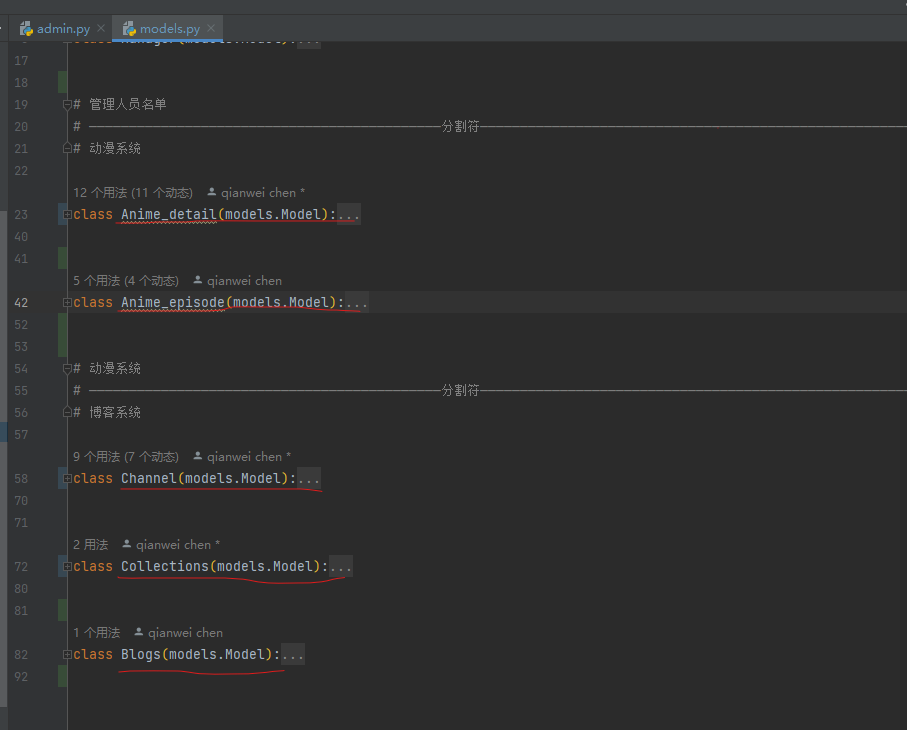 admin.py
models.py
17
18
19 # 管理人员名单
20 # 分割符
21 # 动漫系统
22
12 个用法 (11 个动态) qianwei chen *
23 class Anime_detail(models.Model):...
40
41
5 个用法 (4 个动态) qianwei chen
42 class Anime_episode(models.Model):...
52
53
54 # 动漫系统
55 # 分割符
56 # 博客系统
57
9 个用法 (7 个动态) qianwei chen *
58 class Channel(models.Model):...
70
71
2 用法 qianwei chen *
72 class Collections(models.Model):...
80
81
1 个用法 qianwei chen
82 class Blogs(models.Model):...
92